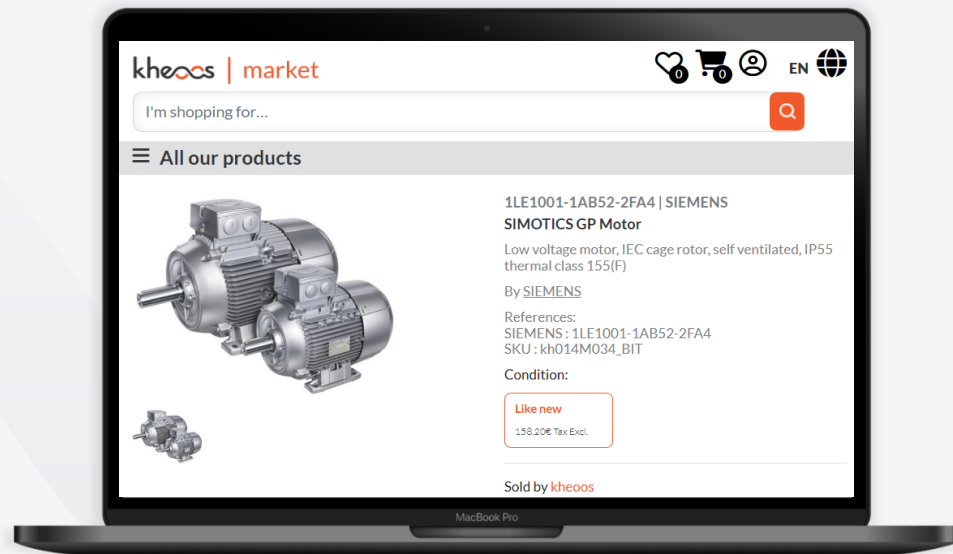 kheoos | market
0
0
EN
I'm shopping for...
All our products
1LE1001-1AB52-2FA4 | SIEMENS
SIMOTICS GP Motor
Low voltage motor, IEC cage rotor, self ventilated, IP55
thermal class 155(F)
By SIEMENS
References:
SIEMENS : 1LE1001-1AB52-2FA4
SKU : kh014M034_BIT
Condition:
Like new
158.20€ Tax Excl.
Sold by kheoos
MacBook Pro